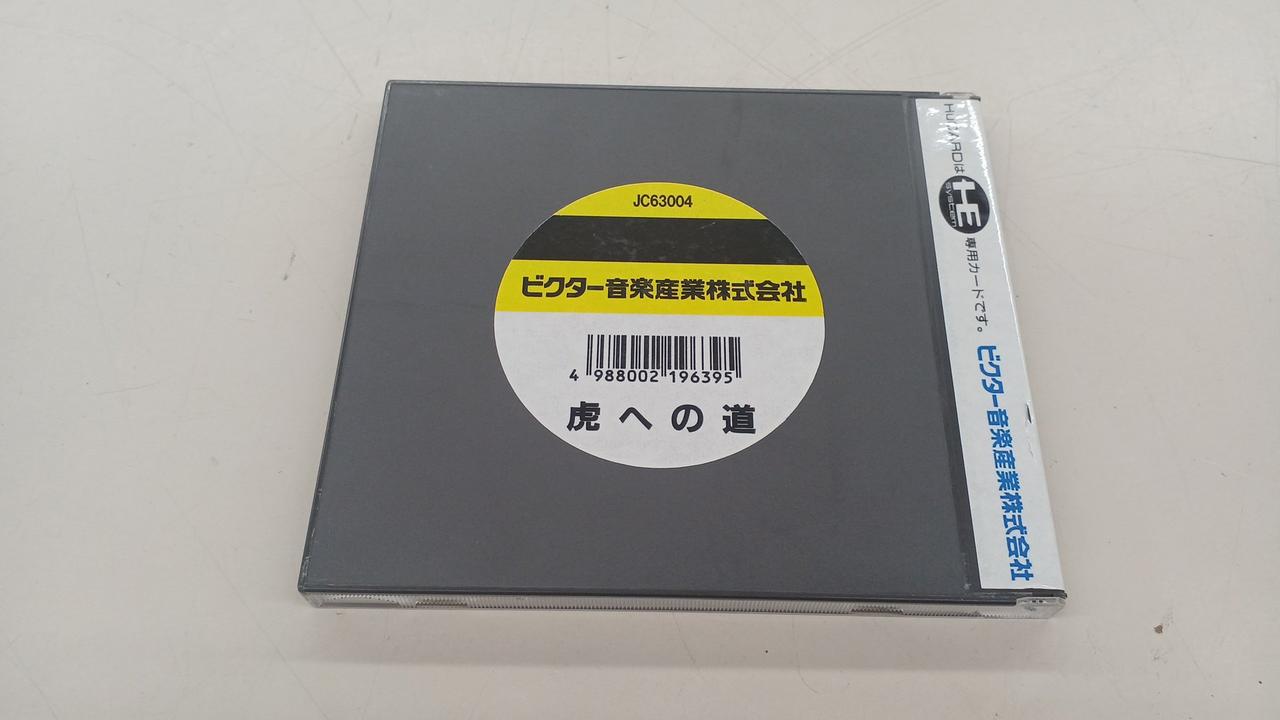 JC63004
ビクター音楽産業株式会社
4 988002 196395
虎への道
HuCARDは HE system 専用カードです。 ビクター音楽産業株式会社